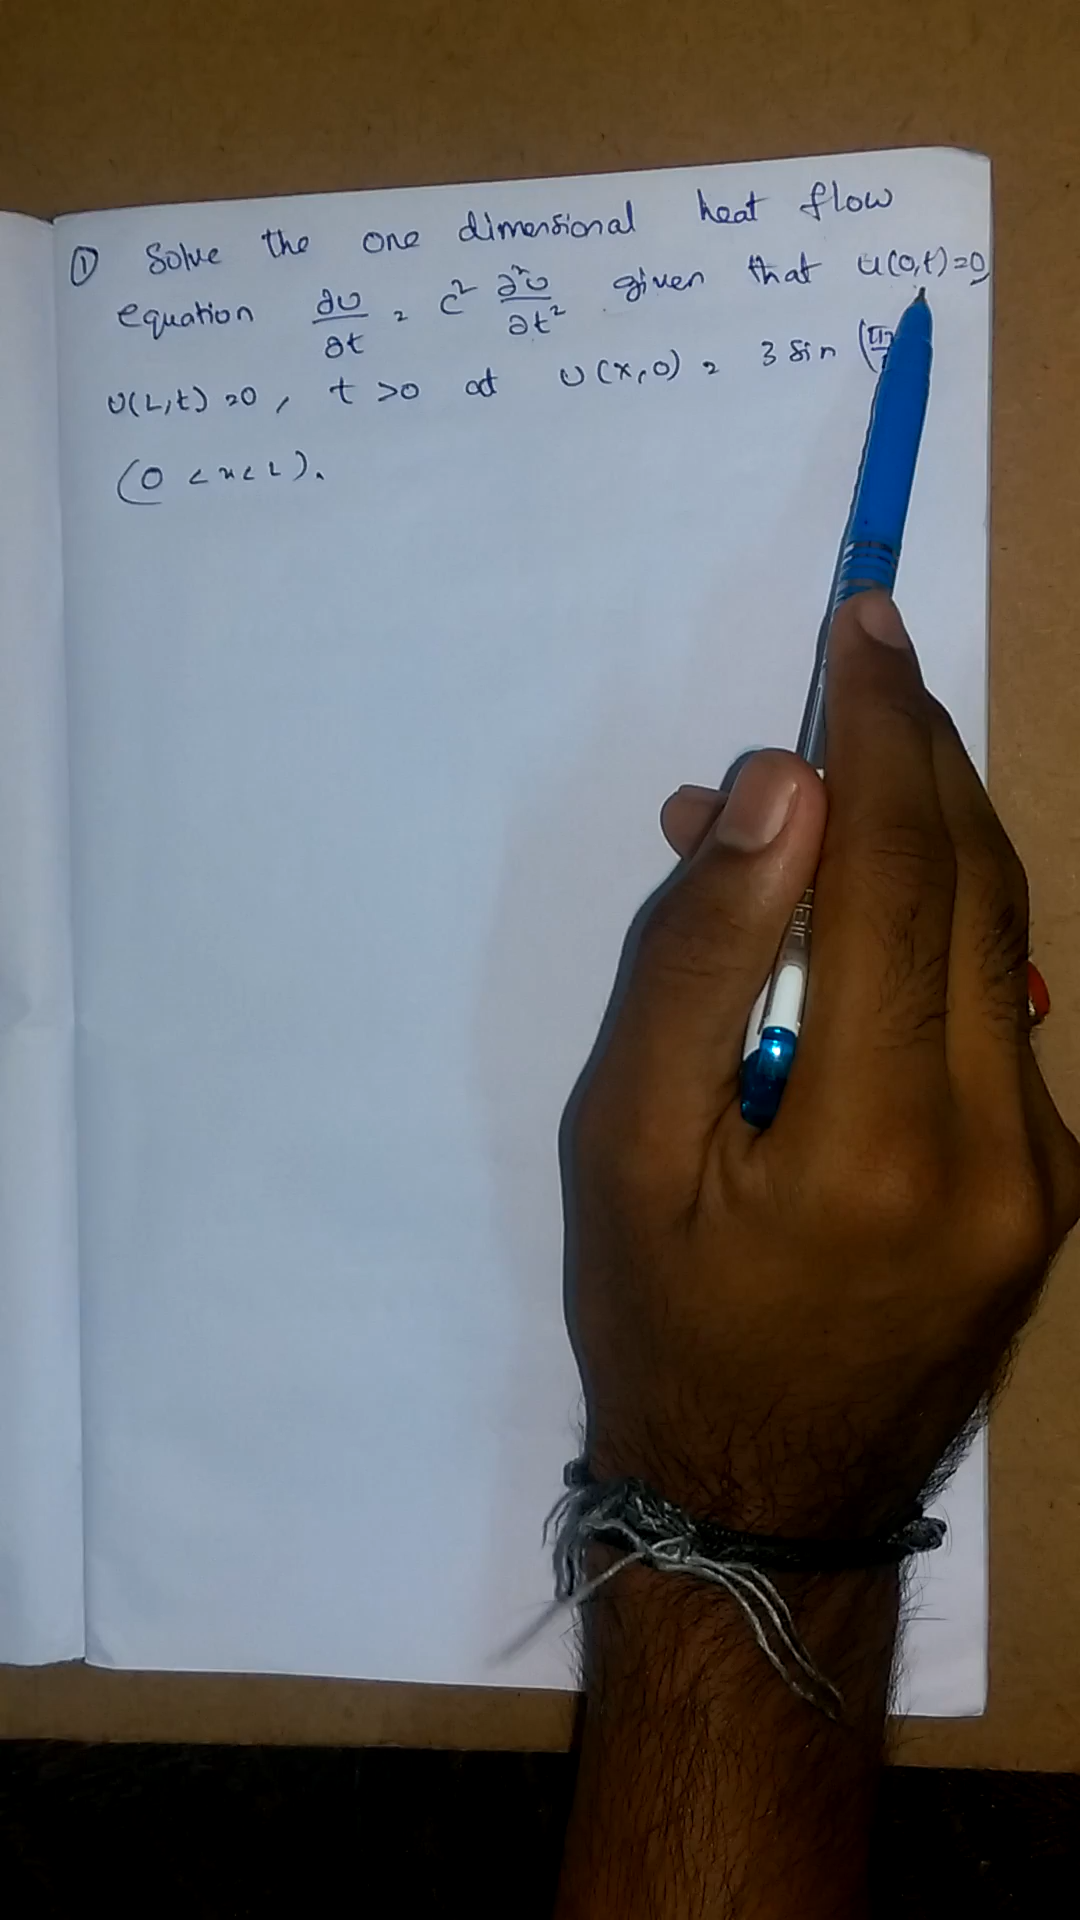 ① Solve the one dimensional heat flow
equation ∂u/∂t = c² ∂²u/∂t² given that u(0,t)=0,
u(L,t)=0, t>0 at u(x,0) = 3 sin (π
(0 <x<L).